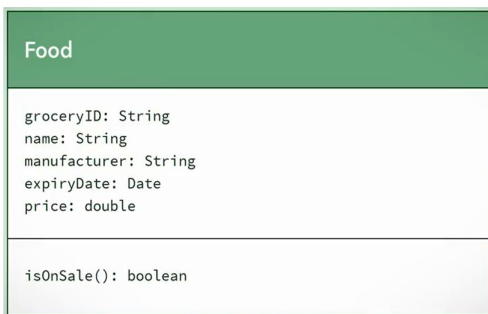 Food
groceryID: String
name: String
manufacturer: String
expiryDate: Date
price: double
isOnSale(): boolean